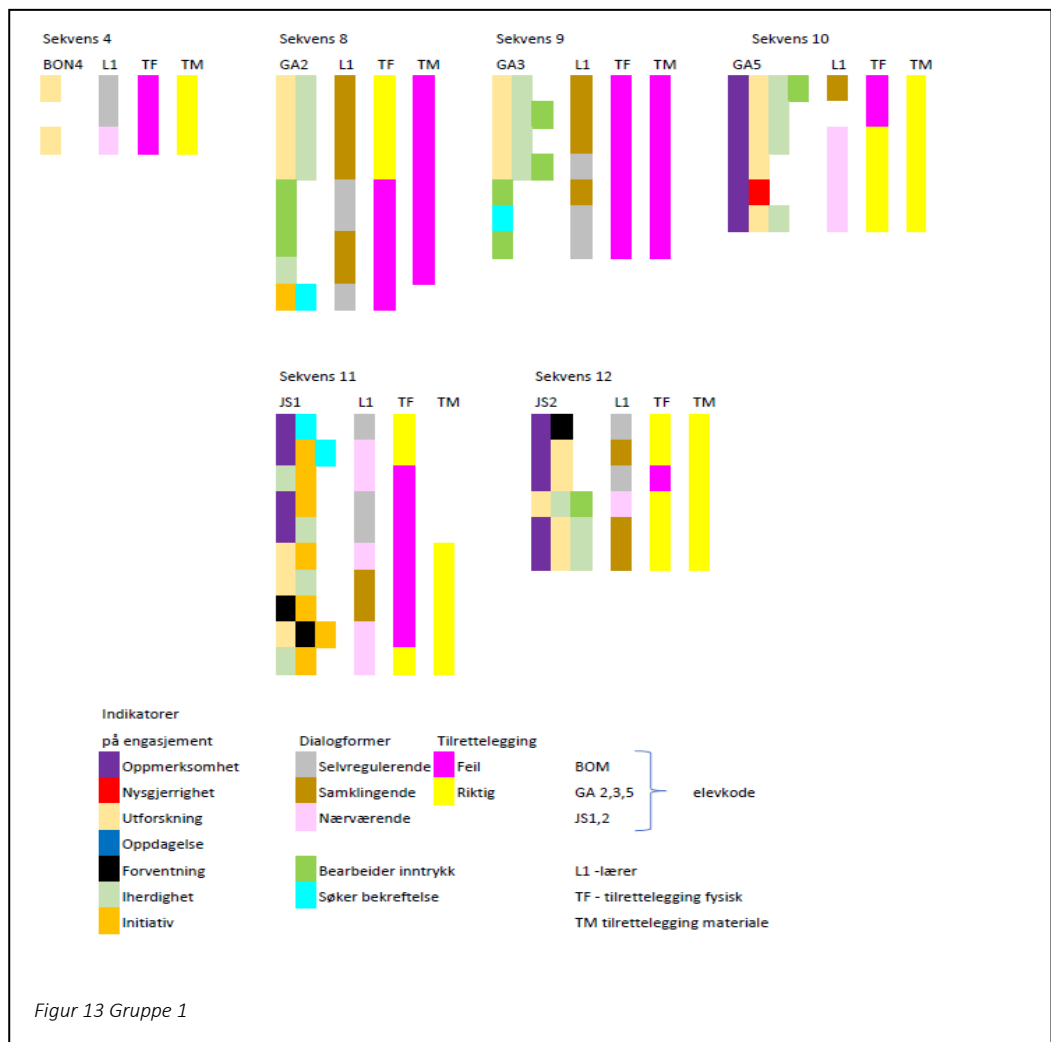 Sekvens 4 Sekvens 8 Sekvens 9 Sekvens 10
BON4 L1 TF TM GA2 L1 TF TM GA3 L1 TF TM GA5 L1 TF TM
Sekvens 11 Sekvens 12
JS1 L1 TF TM JS2 L1 TF TM
Indikatorer
på engasjement Dialogformer Tilrettelegging
Oppmerksomhet Selvregulerende Feil BOM
Nysgjerrighet Samklingende Riktig GA 2,3,5 elevkode
Utforskning Nærværende JS1,2
Oppdagelse
Forventning Bearbeider inntrykk L1 -lærer
Iherdighet Søker bekreftelse TF - tilrettelegging fysisk
Initiativ TM tilrettelegging materiale
Figur 13 Gruppe 1